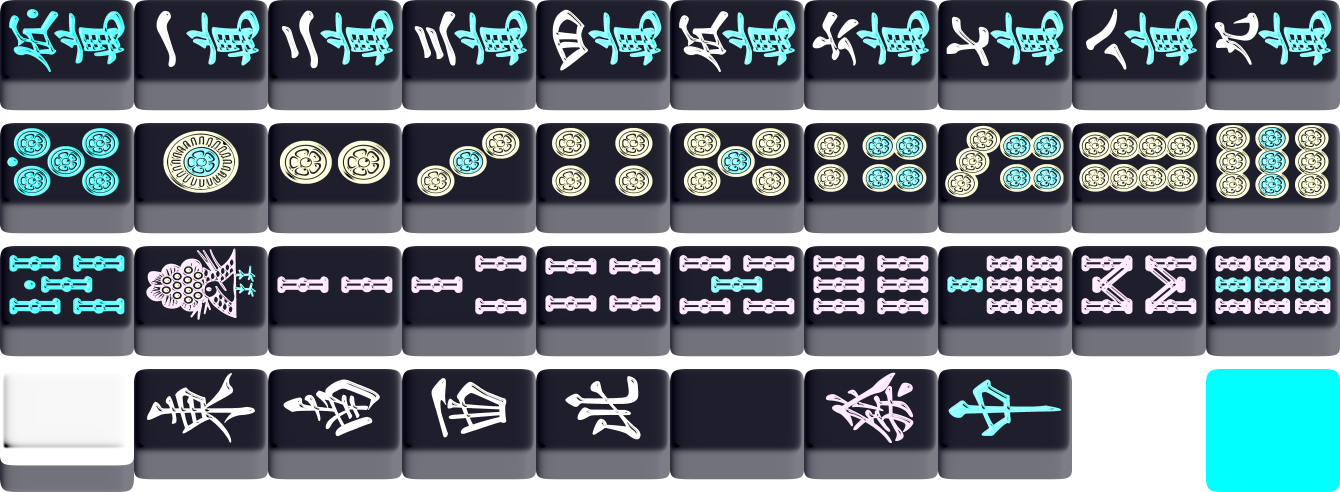 伍萬 一萬 二萬 三萬 四萬 伍萬 六萬 七萬 八萬 九萬
東 南 西 北 發 中